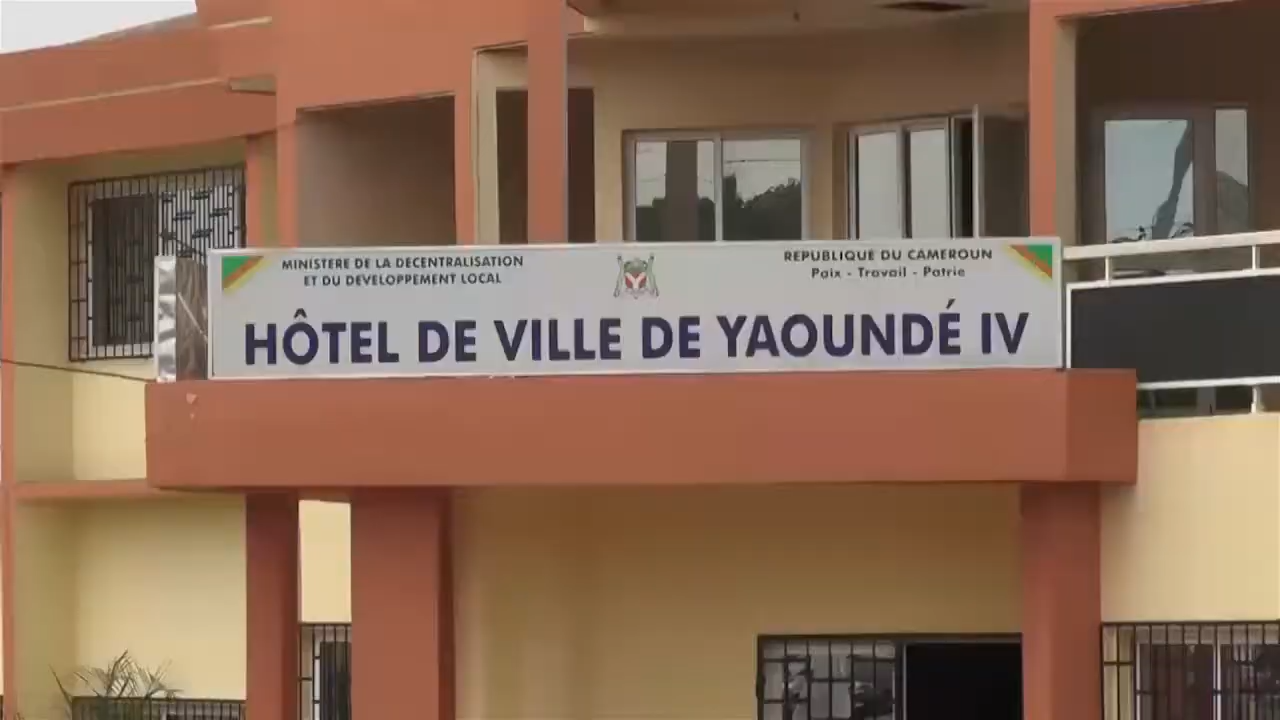 MINISTERE DE LA DECENTRALISATION
ET DU DEVELOPPEMENT LOCAL
REPUBLIQUE DU CAMEROUN
Paix - Travail - Patrie
HÔTEL DE VILLE DE YAOUNDÉ IV